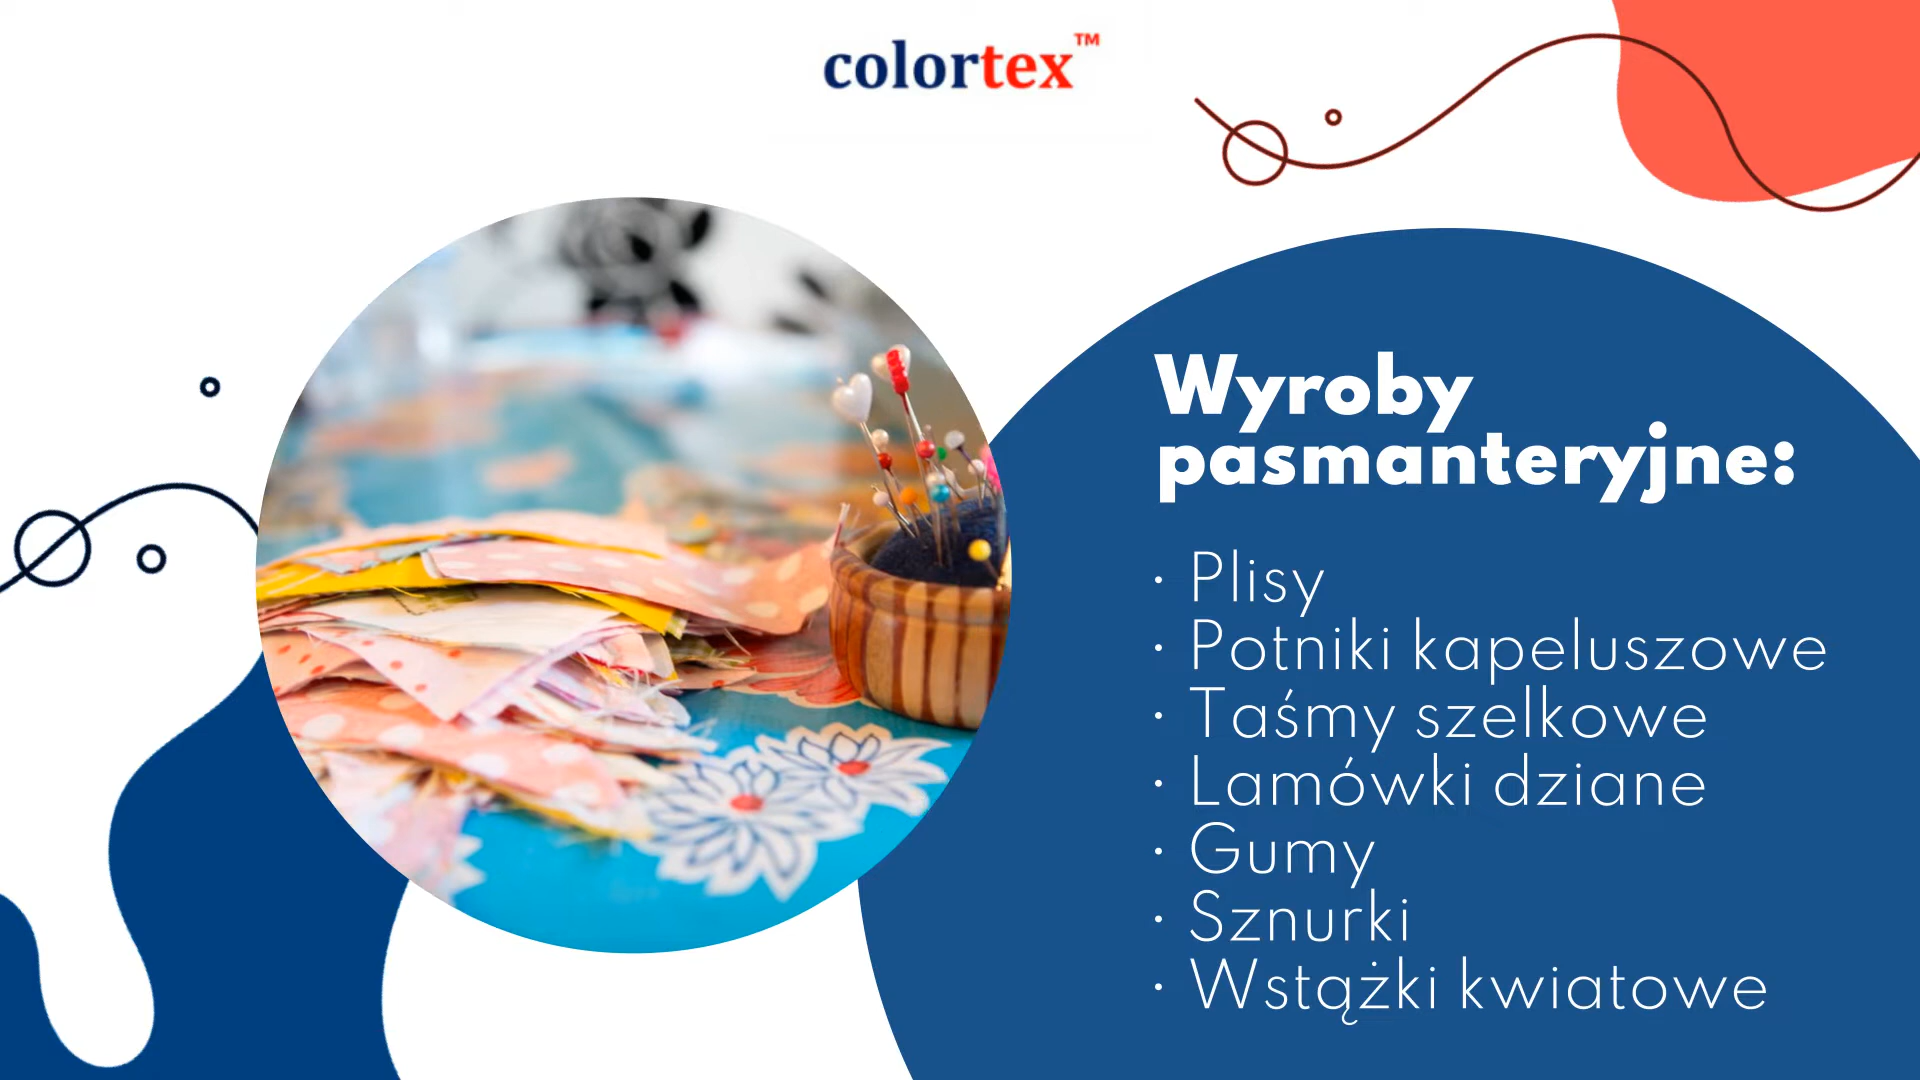 colortex™
Wyroby
pasmanteryjne:
· Plisy
· Potniki kapeluszowe
· Taśmy szelkowe
· Lamówki dziane
· Gumy
· Sznurki
· Wstążki kwiatowe